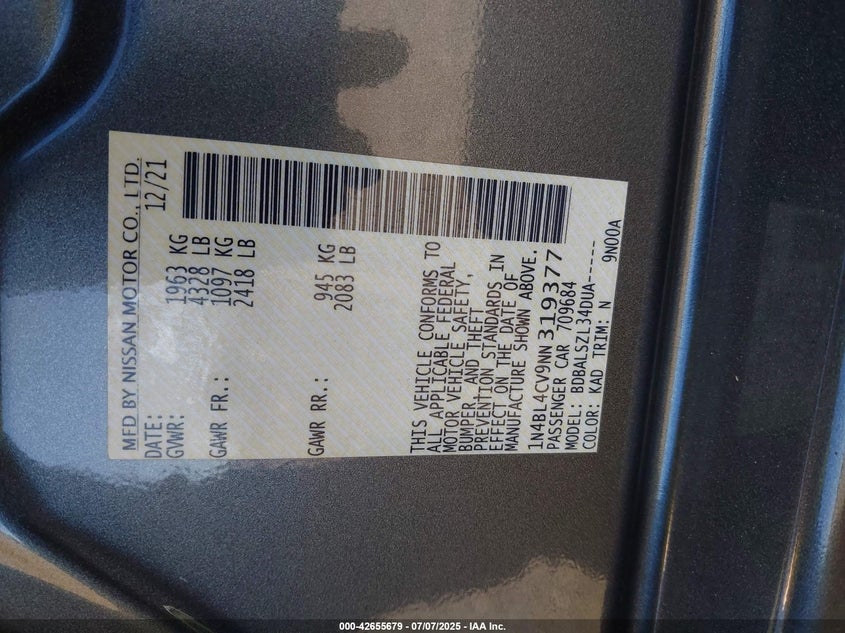 MFD BY NISSAN MOTOR CO., LTD.
DATE: 12/21
GVWR: 1963 KG
4328 LB
GAWR FR.: 1097 KG
2418 LB
GAWR RR.: 945 KG
2083 LB
THIS VEHICLE CONFORMS TO
ALL APPLICABLE FEDERAL
MOTOR VEHICLE SAFETY,
BUMPER, AND THEFT
PREVENTION STANDARDS IN
EFFECT ON THE DATE OF
MANUFACTURE SHOWN ABOVE.
1N4BL4CV9NN319377
PASSENGER CAR 709684
MODEL: BDBALSZL34DUA-----
COLOR: KAD TRIM: N 9N00A
000-42655679 - 07/07/2025 - IAA Inc.